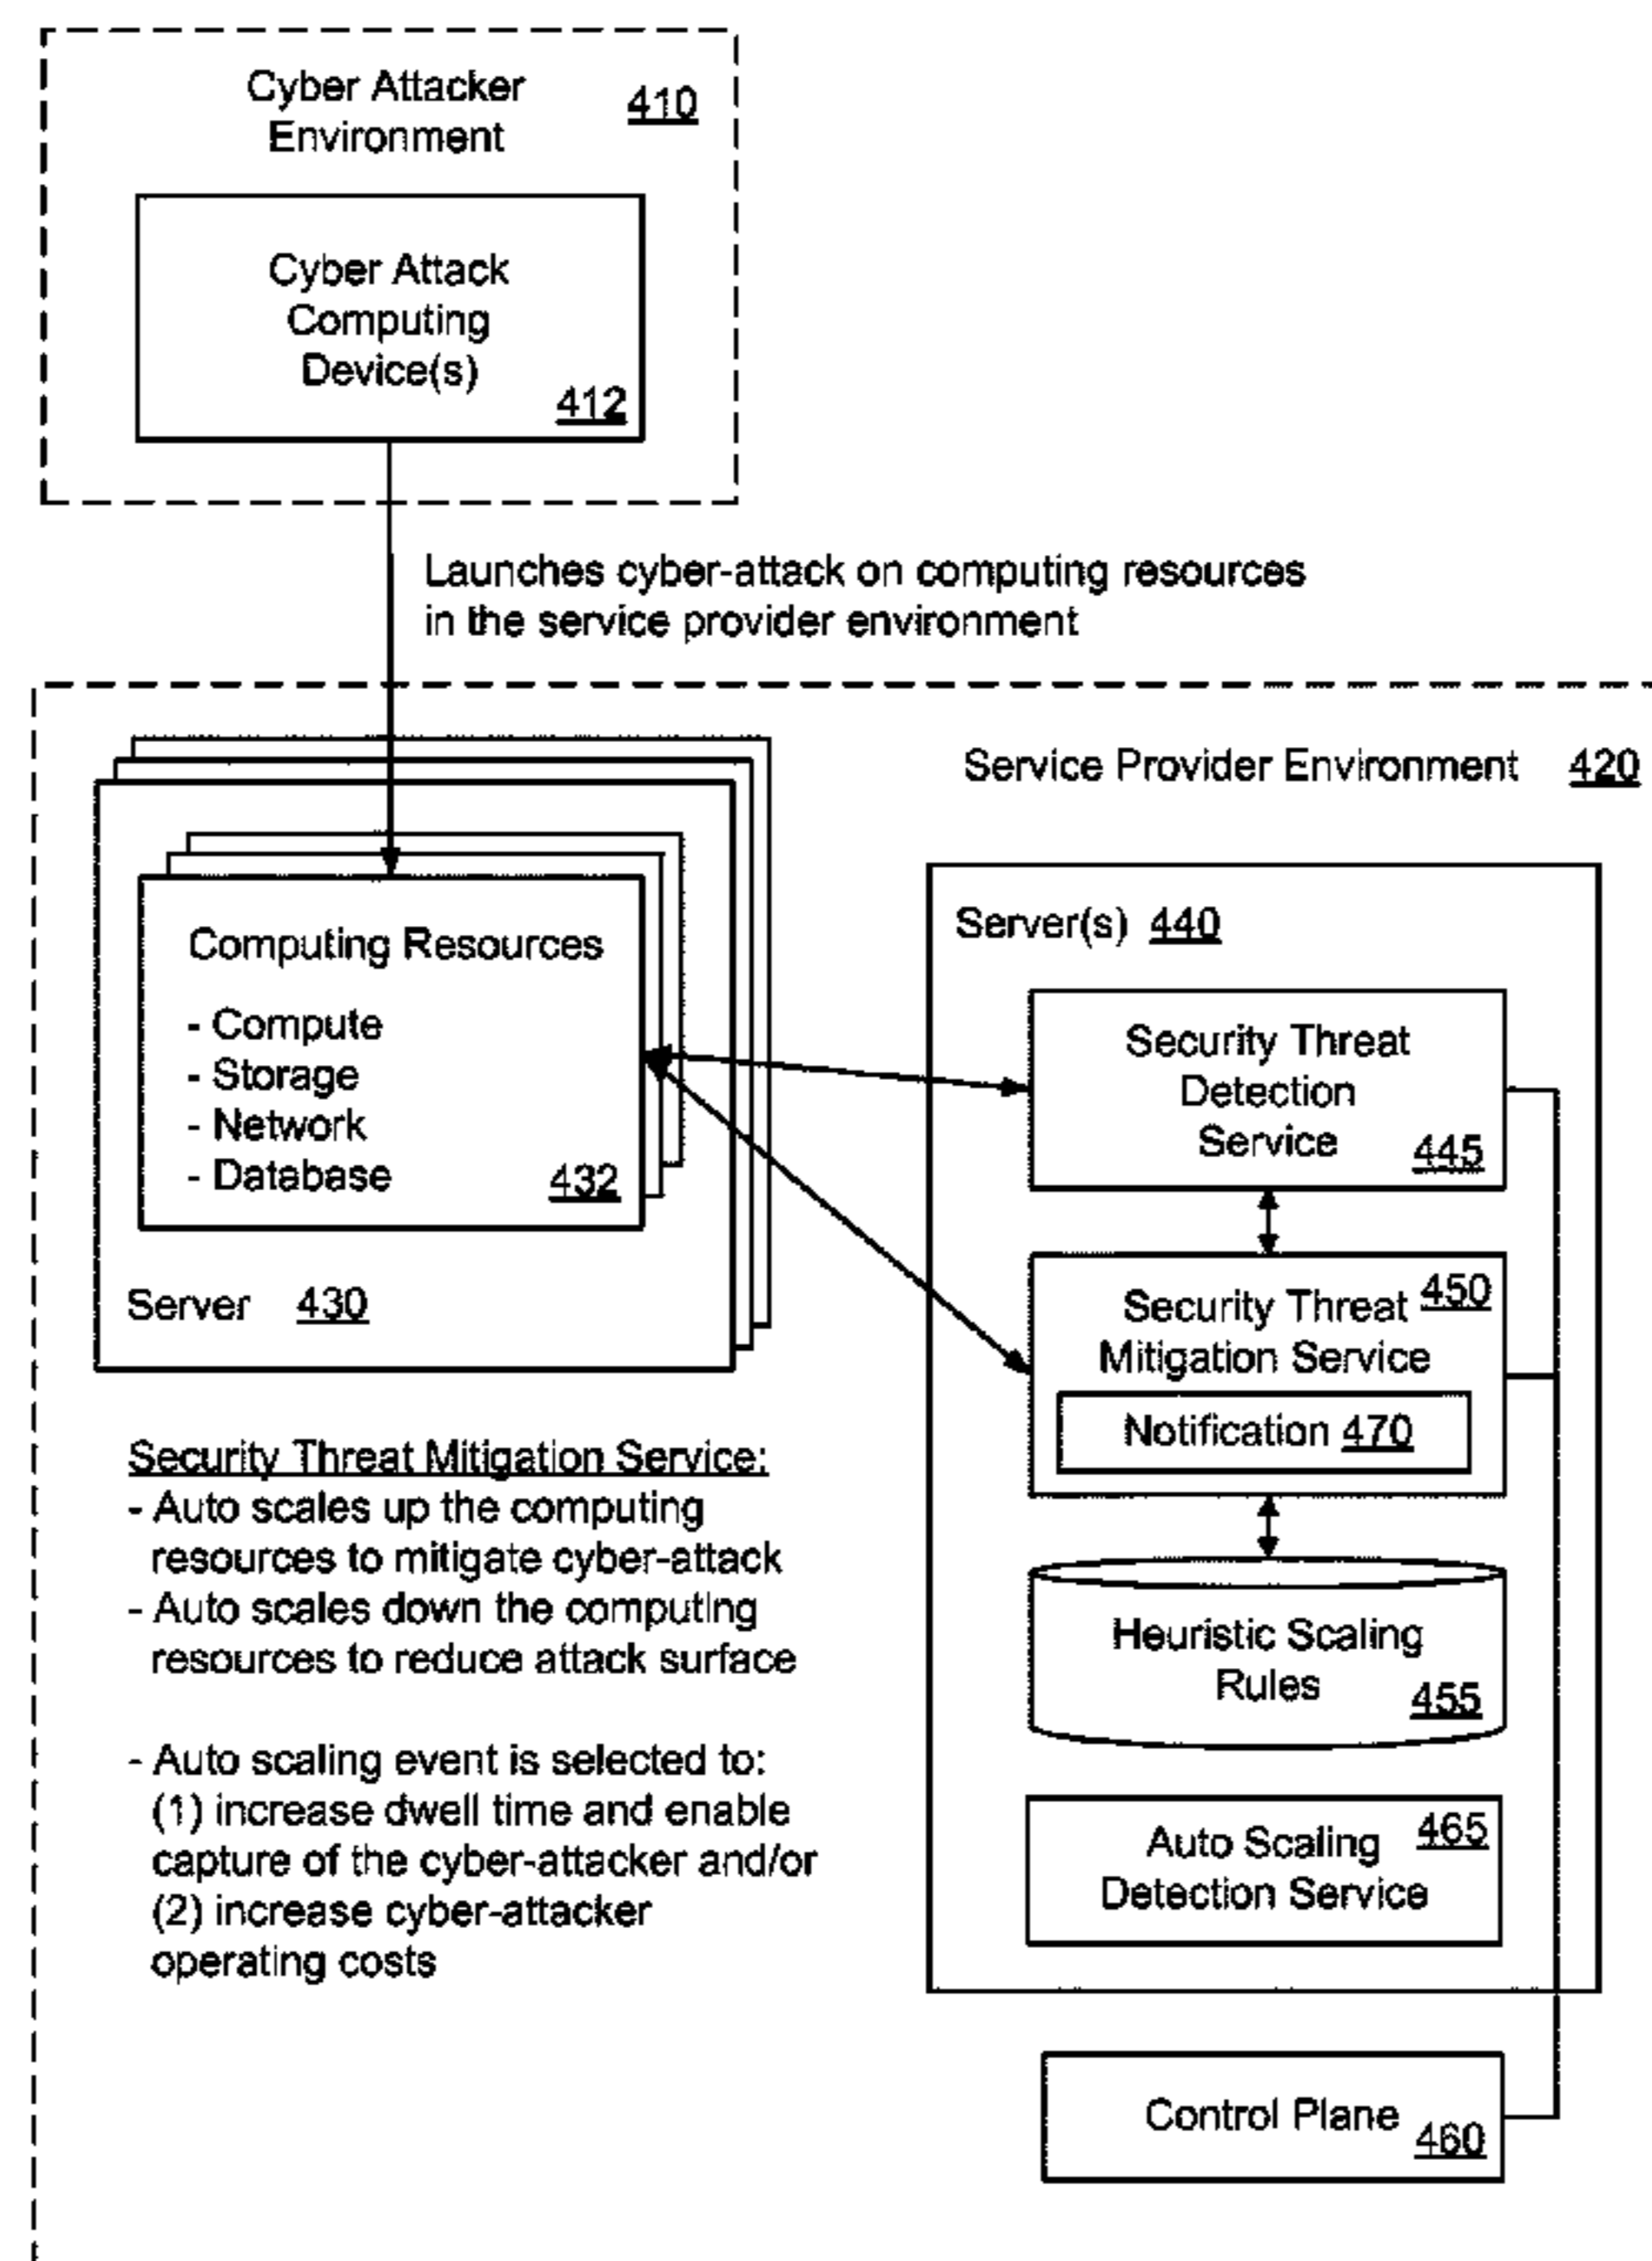 Cyber Attacker
Environment
410
Cyber Attack
Computing
Device(s)
412
Launches cyber-attack on computing resources
in the service provider environment
Service Provider Environment 420
Computing Resources
- Compute
- Storage
- Network
- Database
432
Server 430
Server(s) 440
Security Threat
Detection
Service
445
Security Threat
450
Mitigation Service
Notification 470
Heuristic Scaling
Rules
455
Auto Scaling
465
Detection Service
Control Plane
460
Security Threat Mitigation Service:
- Auto scales up the computing
resources to mitigate cyber-attack
- Auto scales down the computing
resources to reduce attack surface
- Auto scaling event is selected to:
(1) increase dwell time and enable
capture of the cyber-attacker and/or
(2) increase cyber-attacker
operating costs